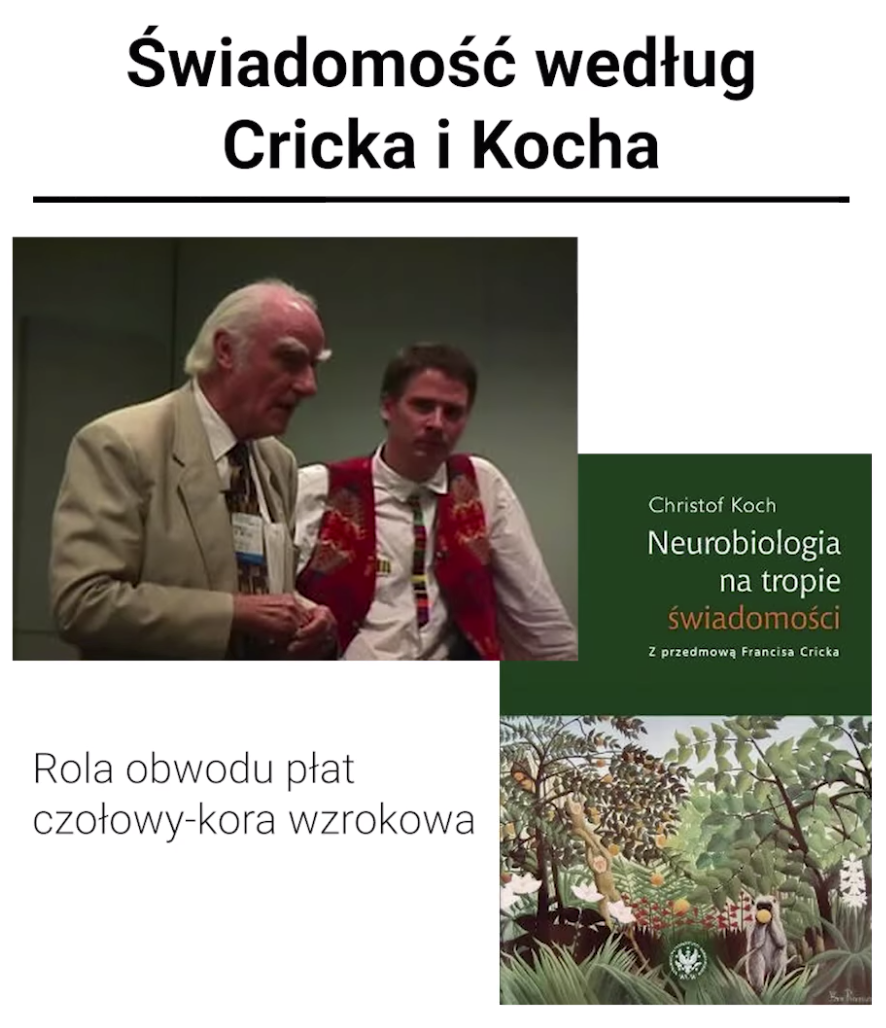 Świadomość według
Cricka i Kocha
Christof Koch
Neurobiologia
na tropie
świadomości
Z przedmową Francisa Cricka
Rola obwodu płat
czołowy-kora wzrokowa